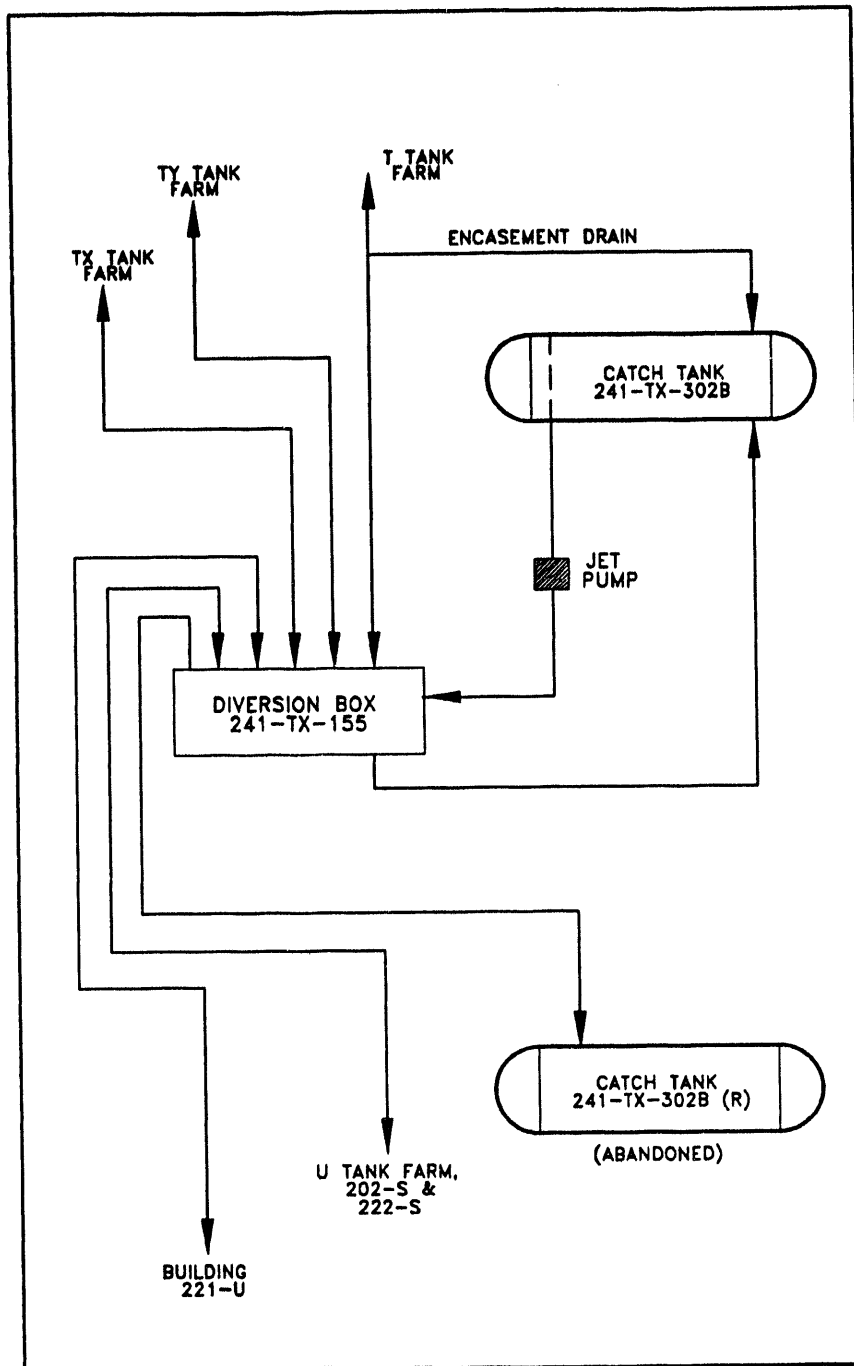 T TANK
FARM
TY TANK
FARM
ENCASEMENT DRAIN
TX TANK
FARM
CATCH TANK
241-TX-302B
JET
PUMP
DIVERSION BOX
241-TX-155
CATCH TANK
241-TX-302B (R)
(ABANDONED)
U TANK FARM,
202-S &
222-S
BUILDING
221-U